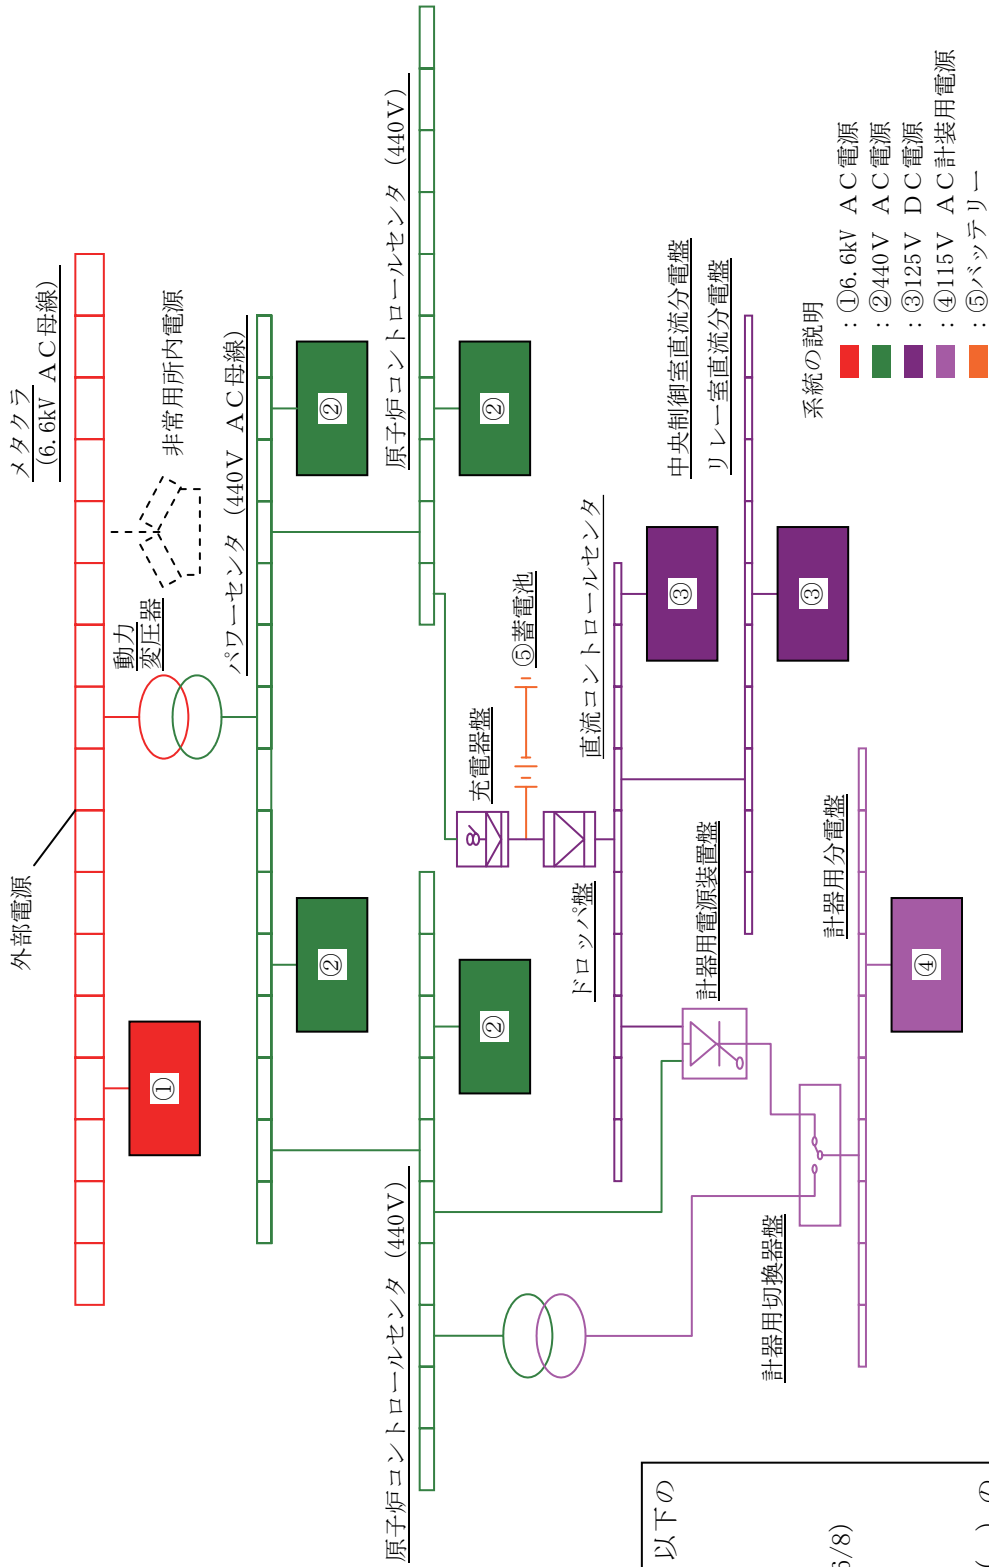 外部電源
メタクラ
(6.6kV AC母線)
①
動力
変圧器
非常用所内電源
パワーセンタ (440V AC母線)
②
②
原子炉コントロールセンタ (440V)
原子炉コントロールセンタ (440V)
②
②
充電器盤
⑤蓄電池
ドロッパ盤
直流コントロールセンタ
③
中央制御室直流分電盤
リレー室直流分電盤
③
計器用電源装置盤
計器用切換器盤
計器用分電盤
④
系統の説明
：①6.6kV AC電源
：②440V AC電源
：③125V DC電源
：④115V AC計装用電源
：⑤バッテリー
以下の
6/8)
( ) の